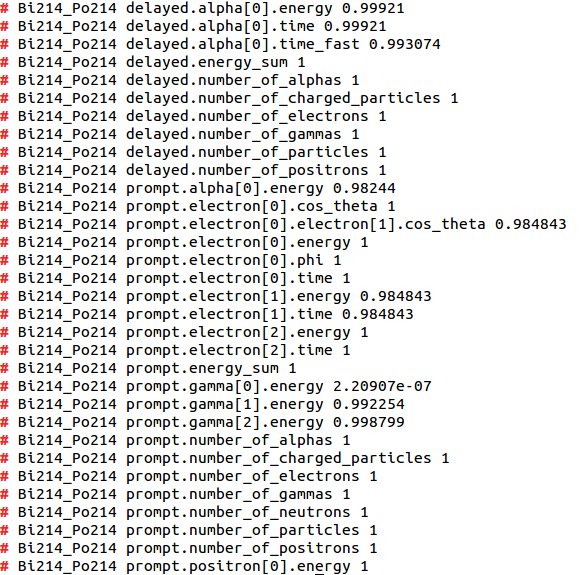 # Bi214_Po214 delayed.alpha[0].energy 0.99921
# Bi214_Po214 delayed.alpha[0].time 0.99921
# Bi214_Po214 delayed.alpha[0].time_fast 0.993074
# Bi214_Po214 delayed.energy_sum 1
# Bi214_Po214 delayed.number_of_alphas 1
# Bi214_Po214 delayed.number_of_charged_particles 1
# Bi214_Po214 delayed.number_of_electrons 1
# Bi214_Po214 delayed.number_of_gammas 1
# Bi214_Po214 delayed.number_of_particles 1
# Bi214_Po214 delayed.number_of_positrons 1
# Bi214_Po214 prompt.alpha[0].energy 0.98244
# Bi214_Po214 prompt.electron[0].cos_theta 1
# Bi214_Po214 prompt.electron[0].electron[1].cos_theta 0.984843
# Bi214_Po214 prompt.electron[0].energy 1
# Bi214_Po214 prompt.electron[0].phi 1
# Bi214_Po214 prompt.electron[0].time 1
# Bi214_Po214 prompt.electron[1].energy 0.984843
# Bi214_Po214 prompt.electron[1].time 0.984843
# Bi214_Po214 prompt.electron[2].energy 1
# Bi214_Po214 prompt.electron[2].time 1
# Bi214_Po214 prompt.energy_sum 1
# Bi214_Po214 prompt.gamma[0].energy 2.20907e-07
# Bi214_Po214 prompt.gamma[1].energy 0.992254
# Bi214_Po214 prompt.gamma[2].energy 0.998799
# Bi214_Po214 prompt.number_of_alphas 1
# Bi214_Po214 prompt.number_of_charged_particles 1
# Bi214_Po214 prompt.number_of_electrons 1
# Bi214_Po214 prompt.number_of_gammas 1
# Bi214_Po214 prompt.number_of_neutrons 1
# Bi214_Po214 prompt.number_of_particles 1
# Bi214_Po214 prompt.number_of_positrons 1
# Bi214_Po214 prompt.positron[0].energy 1